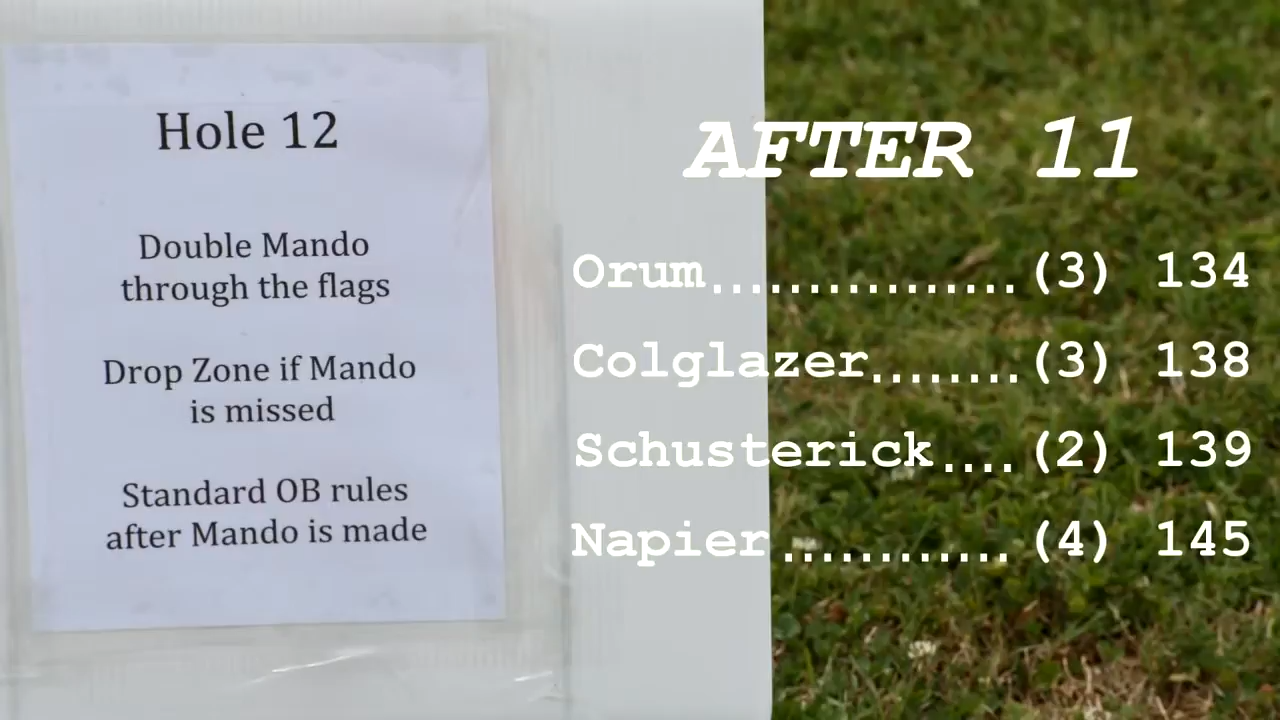 Hole 12
Double Mando
through the flags
Drop Zone if Mando
is missed
Standard OB rules
after Mando is made
AFTER 11
Orum................(3) 134
Colglazer........(3) 138
Schusterick....(2) 139
Napier............(4) 145